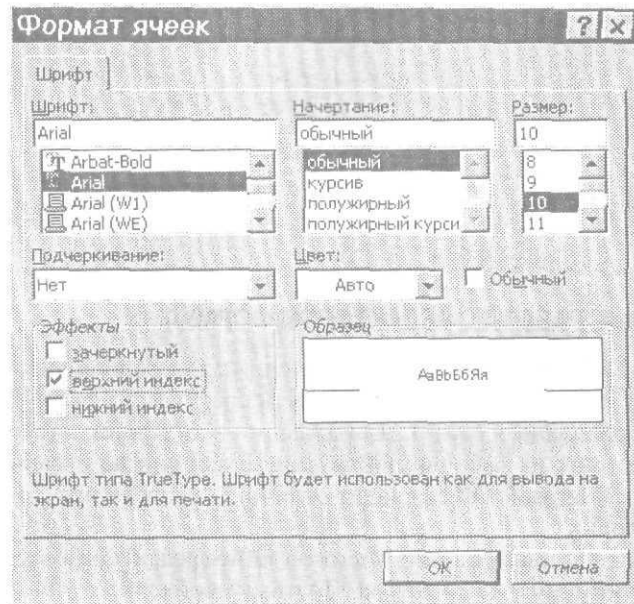 Формат ячеек
Шрифт
Шрифт: Начертание: Размер:
Arial обычный 10
Arbat-Bold обычный 8
Arial курсив 9
Arial (W1) полужирный 10
Arial (WE) полужирный курси 11
Подчеркивание: Цвет:
Нет Авто Обычный
Эффекты Образец
зачеркнутый
верхний индекс АаВbБбЯя
нижний индекс
Шрифт типа TrueType. Шрифт будет использован как для вывода на
экран, так и для печати.
OK Отмена